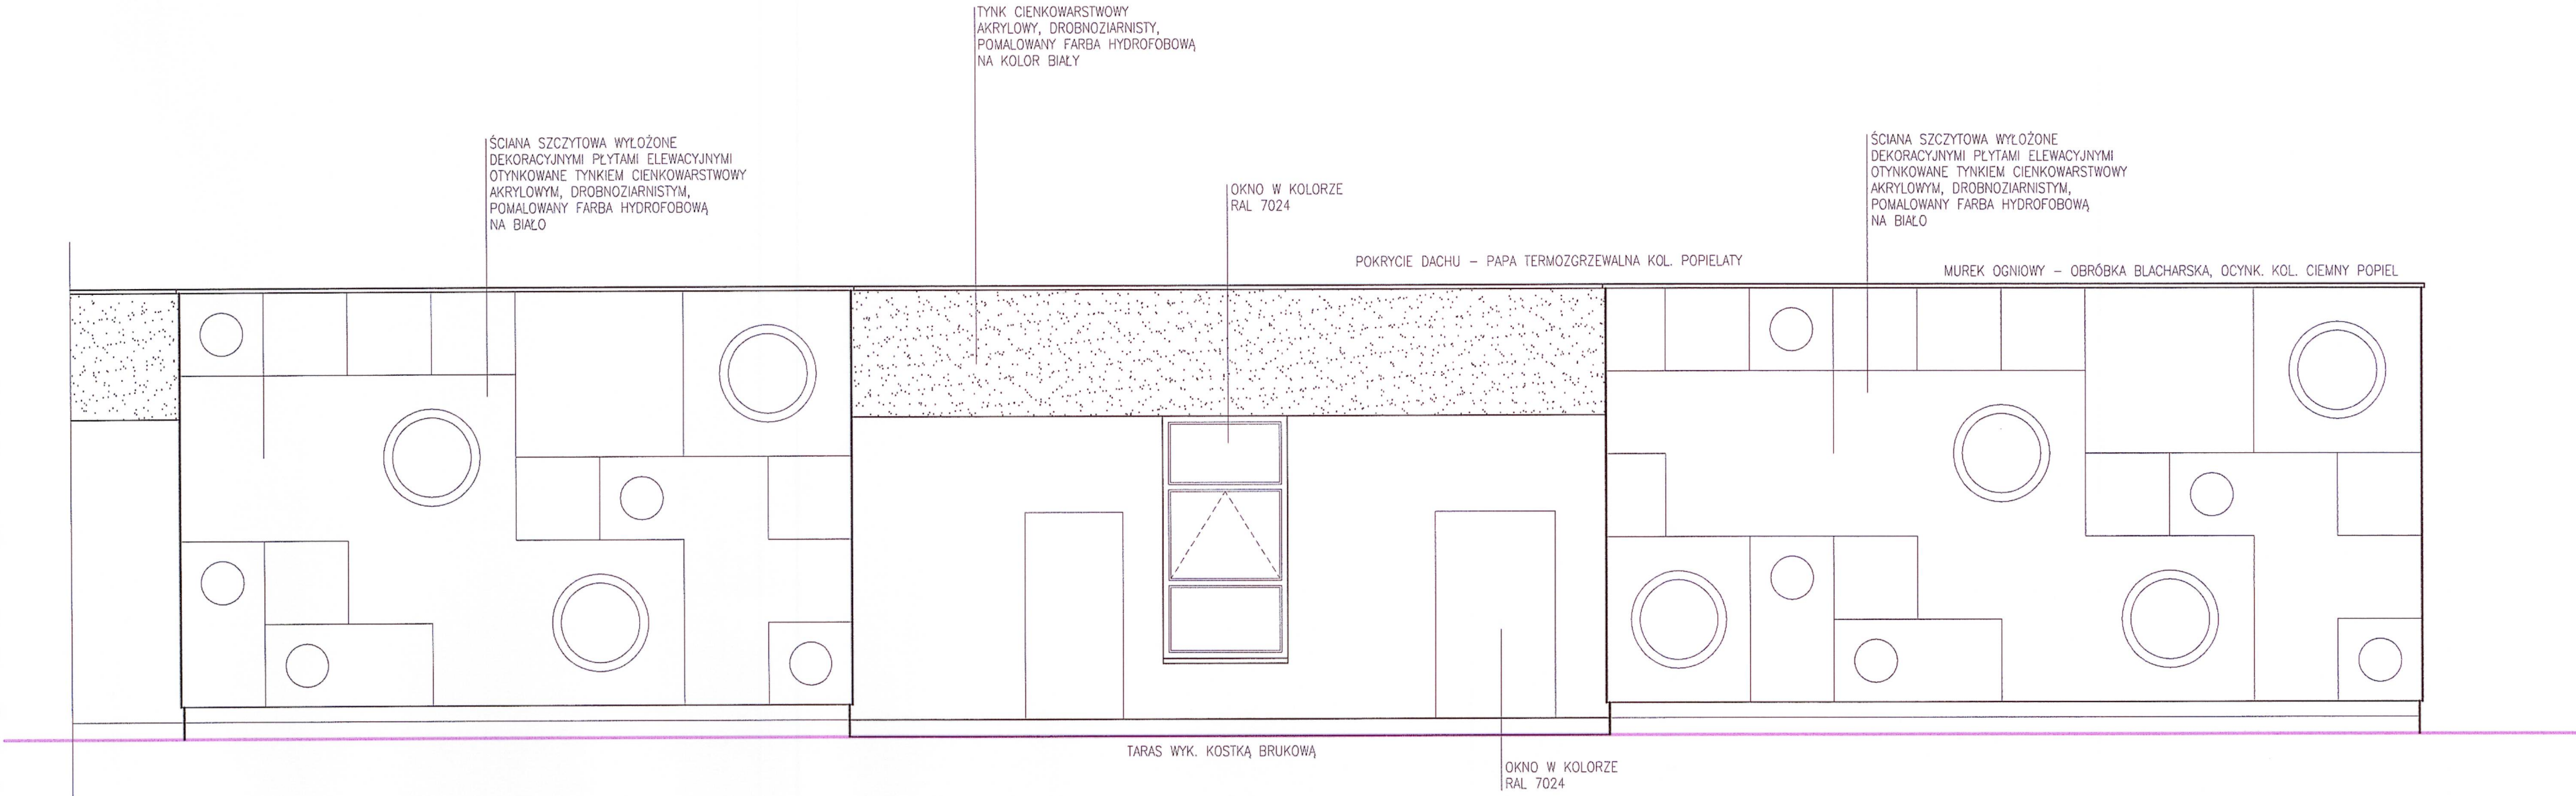 TYNK CIENKOWARSTWOWY
AKRYLOWY, DROBNOZIARNISTY,
POMALOWANY FARBA HYDROFOBOWĄ
NA KOLOR BIAŁY
ŚCIANA SZCZYTOWA WYŁOŻONE
DEKORACYJNYMI PŁYTAMI ELEWACYJNYMI
OTYNKOWANE TYNKIEM CIENKOWARSTWOWY
AKRYLOWYM, DROBNOZIARNISTYM,
POMALOWANY FARBA HYDROFOBOWĄ
NA BIAŁO
OKNO W KOLORZE
RAL 7024
ŚCIANA SZCZYTOWA WYŁOŻONE
DEKORACYJNYMI PŁYTAMI ELEWACYJNYMI
OTYNKOWANE TYNKIEM CIENKOWARSTWOWY
AKRYLOWYM, DROBNOZIARNISTYM,
POMALOWANY FARBA HYDROFOBOWĄ
NA BIAŁO
POKRYCIE DACHU – PAPA TERMOZGRZEWALNA KOL. POPIELATY
MUREK OGNIOWY – OBRÓBKA BLACHARSKA, OCYNK. KOL. CIEMNY POPIEL
TARAS WYK. KOSTKĄ BRUKOWĄ
OKNO W KOLORZE
RAL 7024